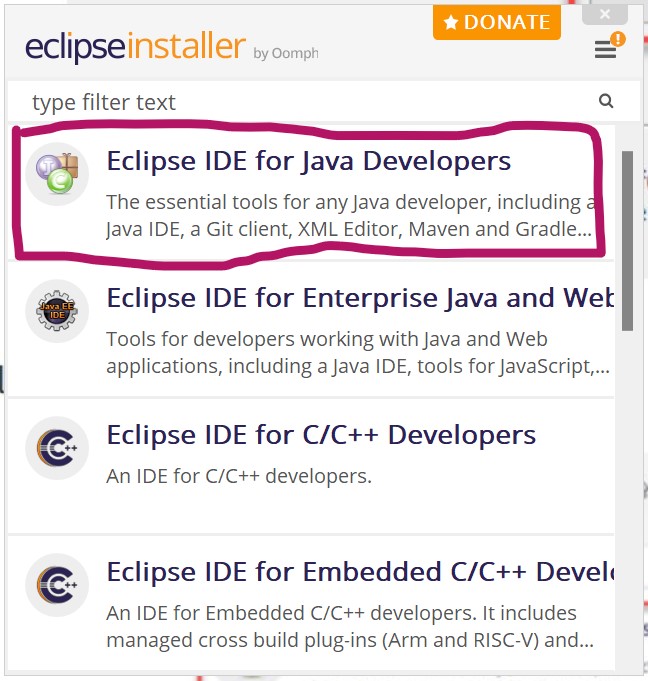 DONATE
eclipseinstaller by Oomph
type filter text
Eclipse IDE for Java Developers
The essential tools for any Java developer, including a
Java IDE, a Git client, XML Editor, Maven and Gradle...
Java EE
IDE
Eclipse IDE for Enterprise Java and Web
Tools for developers working with Java and Web
applications, including a Java IDE, tools for JavaScript,...
C++
Eclipse IDE for C/C++ Developers
An IDE for C/C++ developers.
C++
Eclipse IDE for Embedded C/C++ Devel
An IDE for Embedded C/C++ developers. It includes
managed cross build plug-ins (Arm and RISC-V) and...